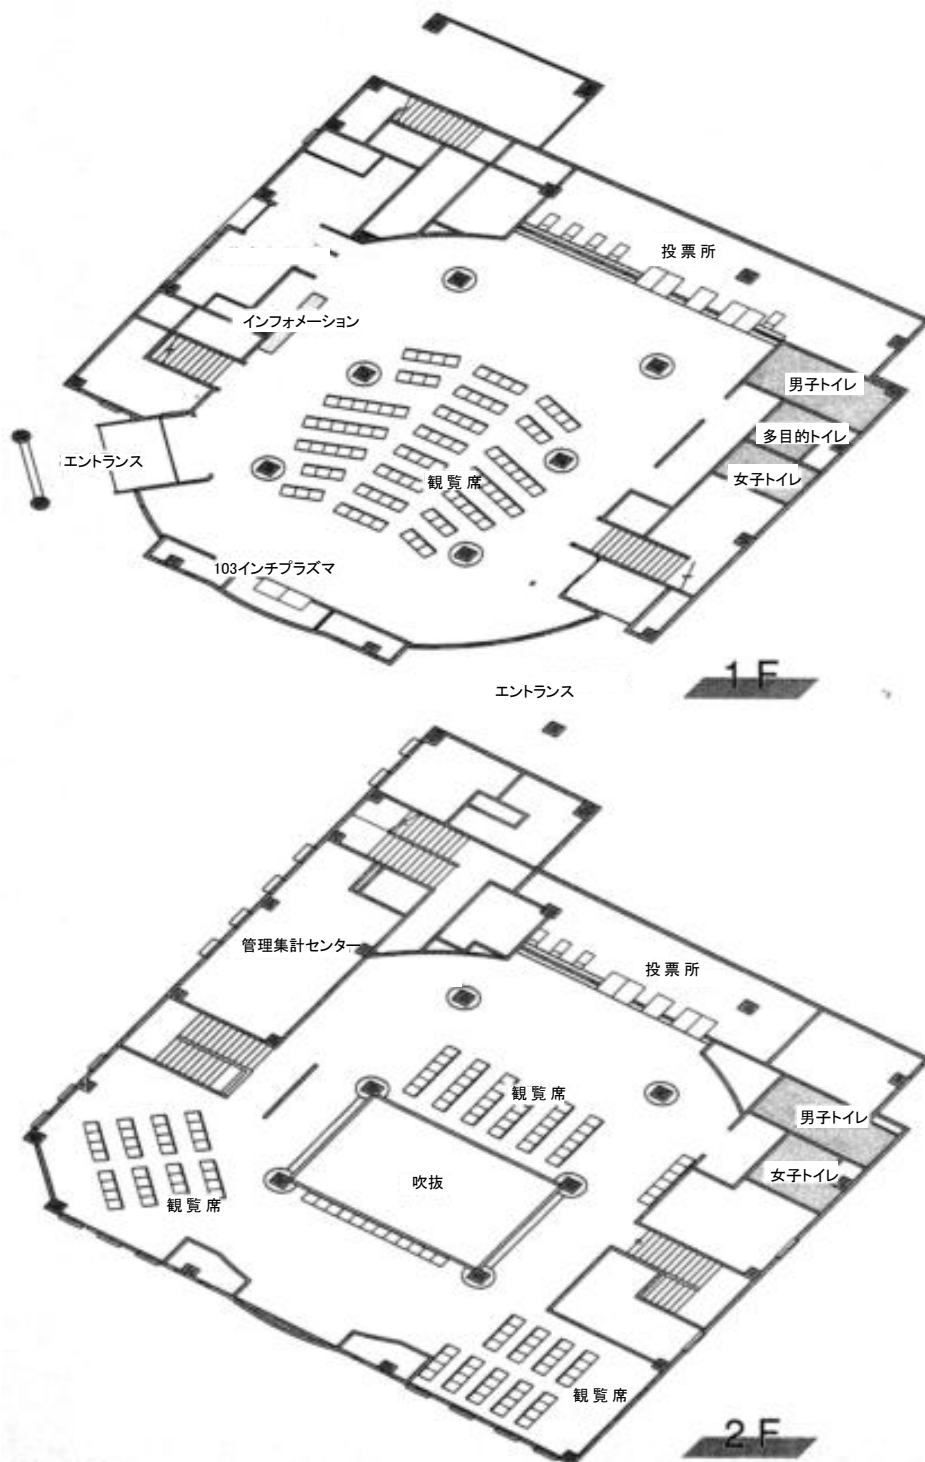 投票所
インフォメーション
男子トイレ
多目的トイレ
エントランス
女子トイレ
観覧席
103インチプラズマ
1F
エントランス
管理集計センター
投票所
観覧席
男子トイレ
女子トイレ
吹抜
観覧席
観覧席
2F